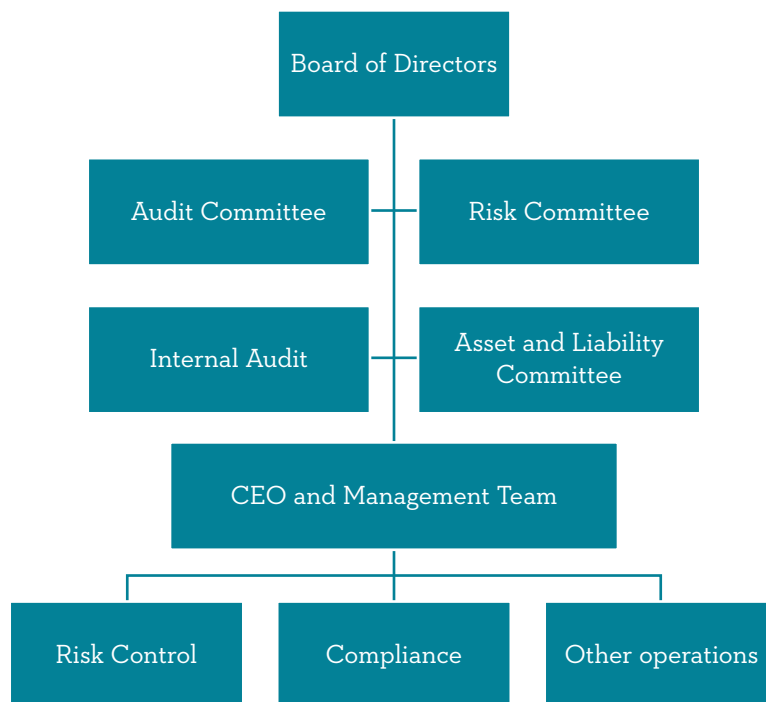 Board of Directors
Audit Committee
Risk Committee
Internal Audit
Asset and Liability
Committee
CEO and Management Team
Risk Control
Compliance
Other operations